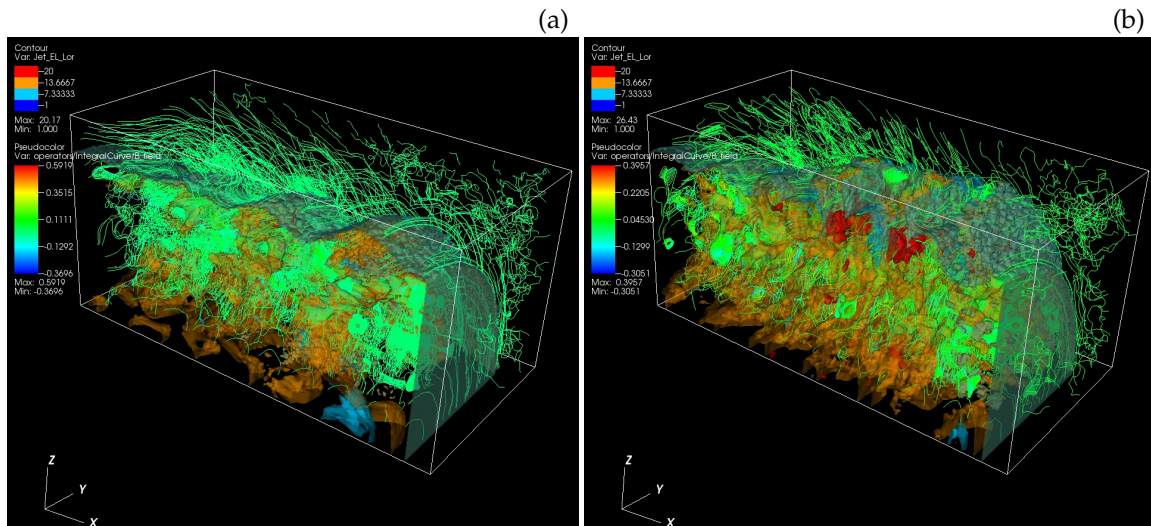 (a)
Contour
Var: Jet_EL_Lor
20
13.6667
7.33333
1
Max: 20.17
Min: 1.000
Pseudocolor
Var: operators/IntegralCurve/B_field
0.5919
0.3515
0.1111
-0.1292
-0.3696
Max: 0.5919
Min: -0.3696
Z
Y
X
(b)
Contour
Var: Jet_EL_Lor
20
13.6667
7.33333
1
Max: 26.43
Min: 1.000
Pseudocolor
Var: operators/IntegralCurve/B_field
0.3957
0.2205
0.04530
-0.1299
-0.3051
Max: 0.3957
Min: -0.3051
Z
Y
X